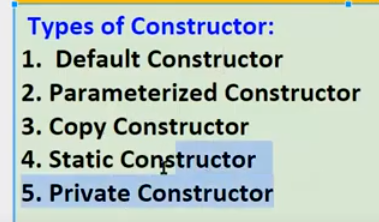 Types of Constructor:
1. Default Constructor
2. Parameterized Constructor
3. Copy Constructor
4. Static Constructor
5. Private Constructor